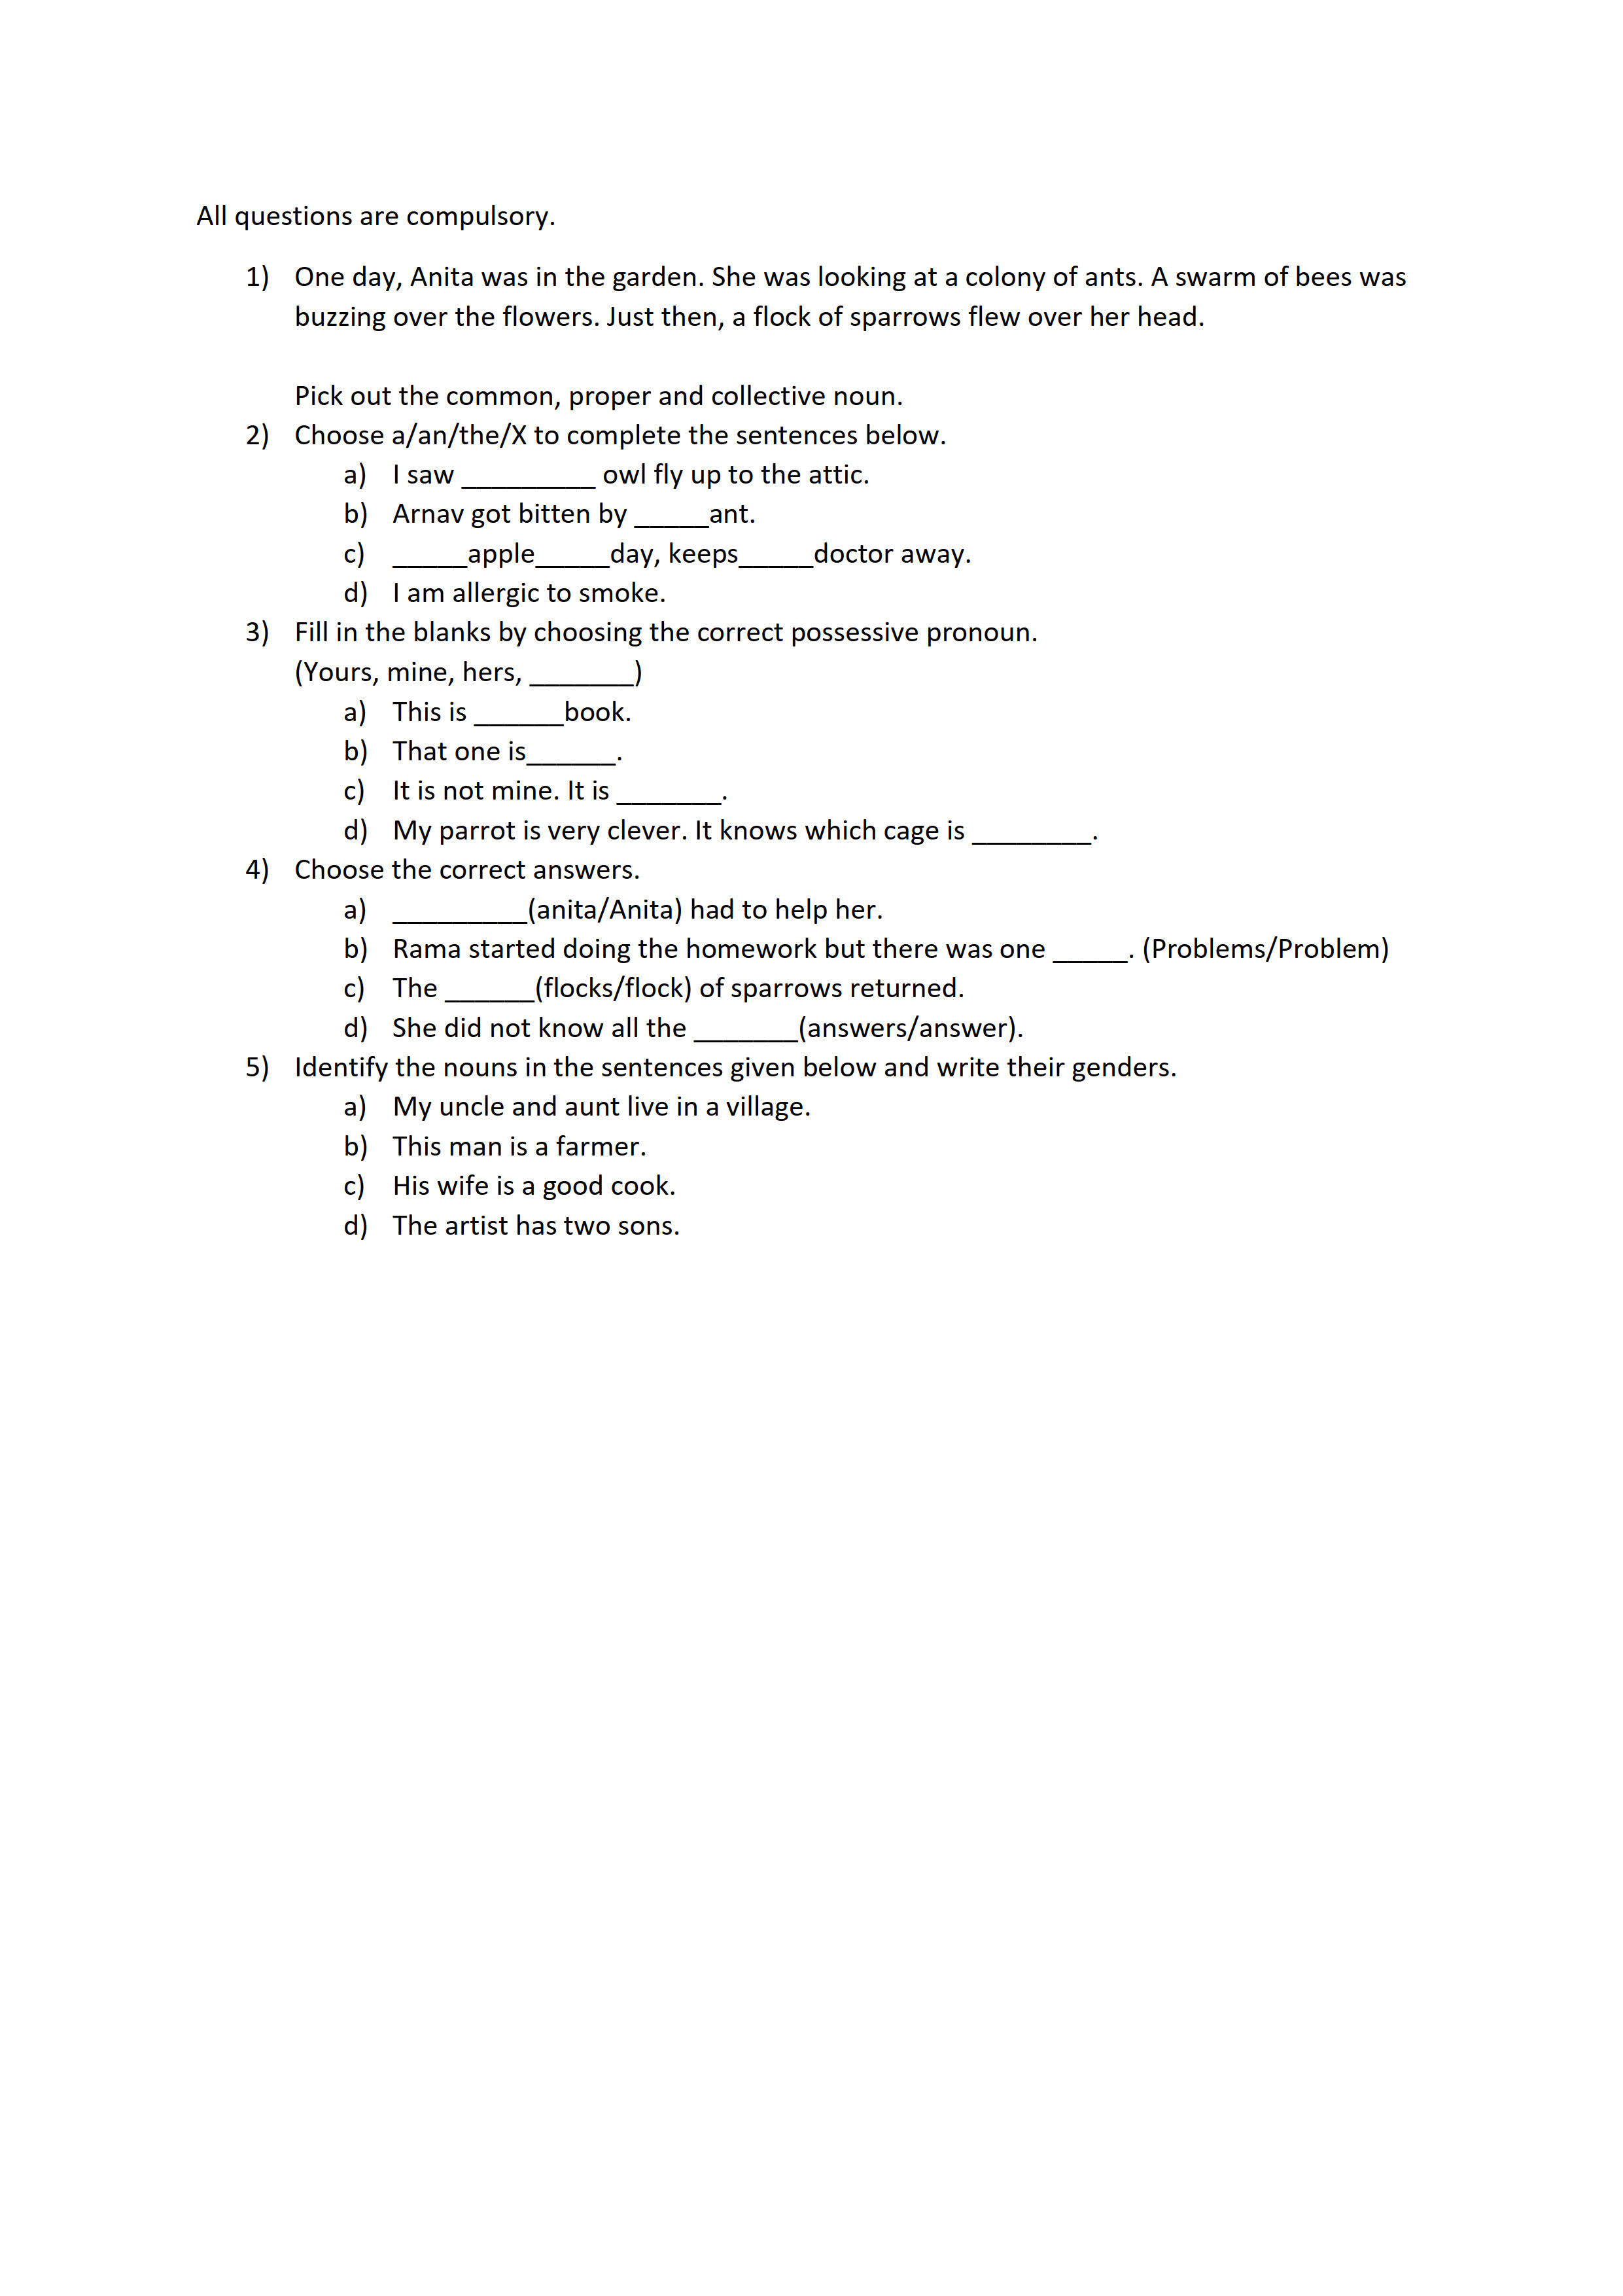 All questions are compulsory.
1) One day, Anita was in the garden. She was looking at a colony of ants. A swarm of bees was
buzzing over the flowers. Just then, a flock of sparrows flew over her head.
Pick out the common, proper and collective noun.
2) Choose a/an/the/X to complete the sentences below.
a) I saw _________ owl fly up to the attic.
b) Arnav got bitten by _____ant.
c) _____apple_____day, keeps_____doctor away.
d) I am allergic to smoke.
3) Fill in the blanks by choosing the correct possessive pronoun.
(Yours, mine, hers, _______)
a) This is ______book.
b) That one is______.
c) It is not mine. It is _______.
d) My parrot is very clever. It knows which cage is ________.
4) Choose the correct answers.
a) _________(anita/Anita) had to help her.
b) Rama started doing the homework but there was one _____. (Problems/Problem)
c) The ______(flocks/flock) of sparrows returned.
d) She did not know all the _______(answers/answer).
5) Identify the nouns in the sentences given below and write their genders.
a) My uncle and aunt live in a village.
b) This man is a farmer.
c) His wife is a good cook.
d) The artist has two sons.